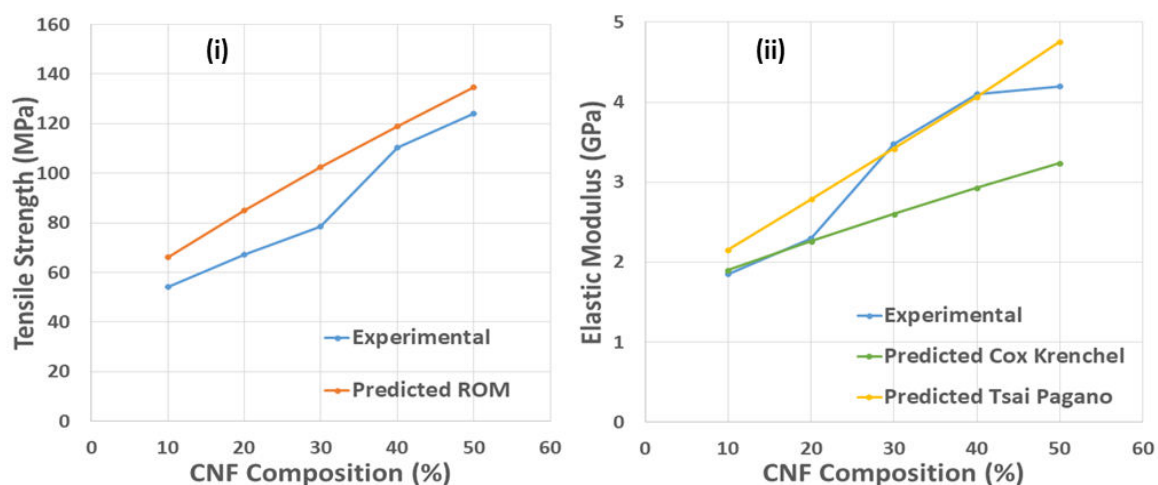 (i)
Tensile Strength (MPa)
160
140
120
100
80
60
40
20
0
0 10 20 30 40 50 60
CNF Composition (%)
Experimental
Predicted ROM
(ii)
Elastic Modulus (GPa)
5
4
3
2
1
0
0 10 20 30 40 50 60
CNF Composition (%)
Experimental
Predicted Cox Krenchel
Predicted Tsai Pagano